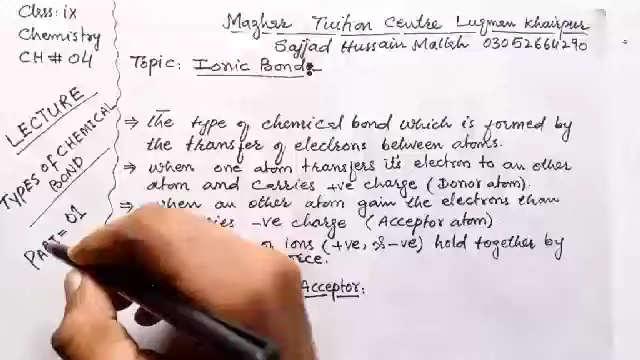 Class: ix
Chemistry
CH # 04
LECTURE
TYPES OF CHEMICAL
BOND
PART= 01
Mazhar Tuition Centre Luqman Khairpur
Sajjad Hussain Mallah 03052664290
Topic: Ionic Bond:
⇒ The type of chemical bond which is formed by
the transfer of electrons between atoms.
⇒ when one atom transfers its electron to an other
atom and carries +ve charge (Donor atom).
⇒ when an other atom gain the electrons than
-ve charge (Acceptor atom)
ions (+ve, & -ve) hold together by
Acceptor: